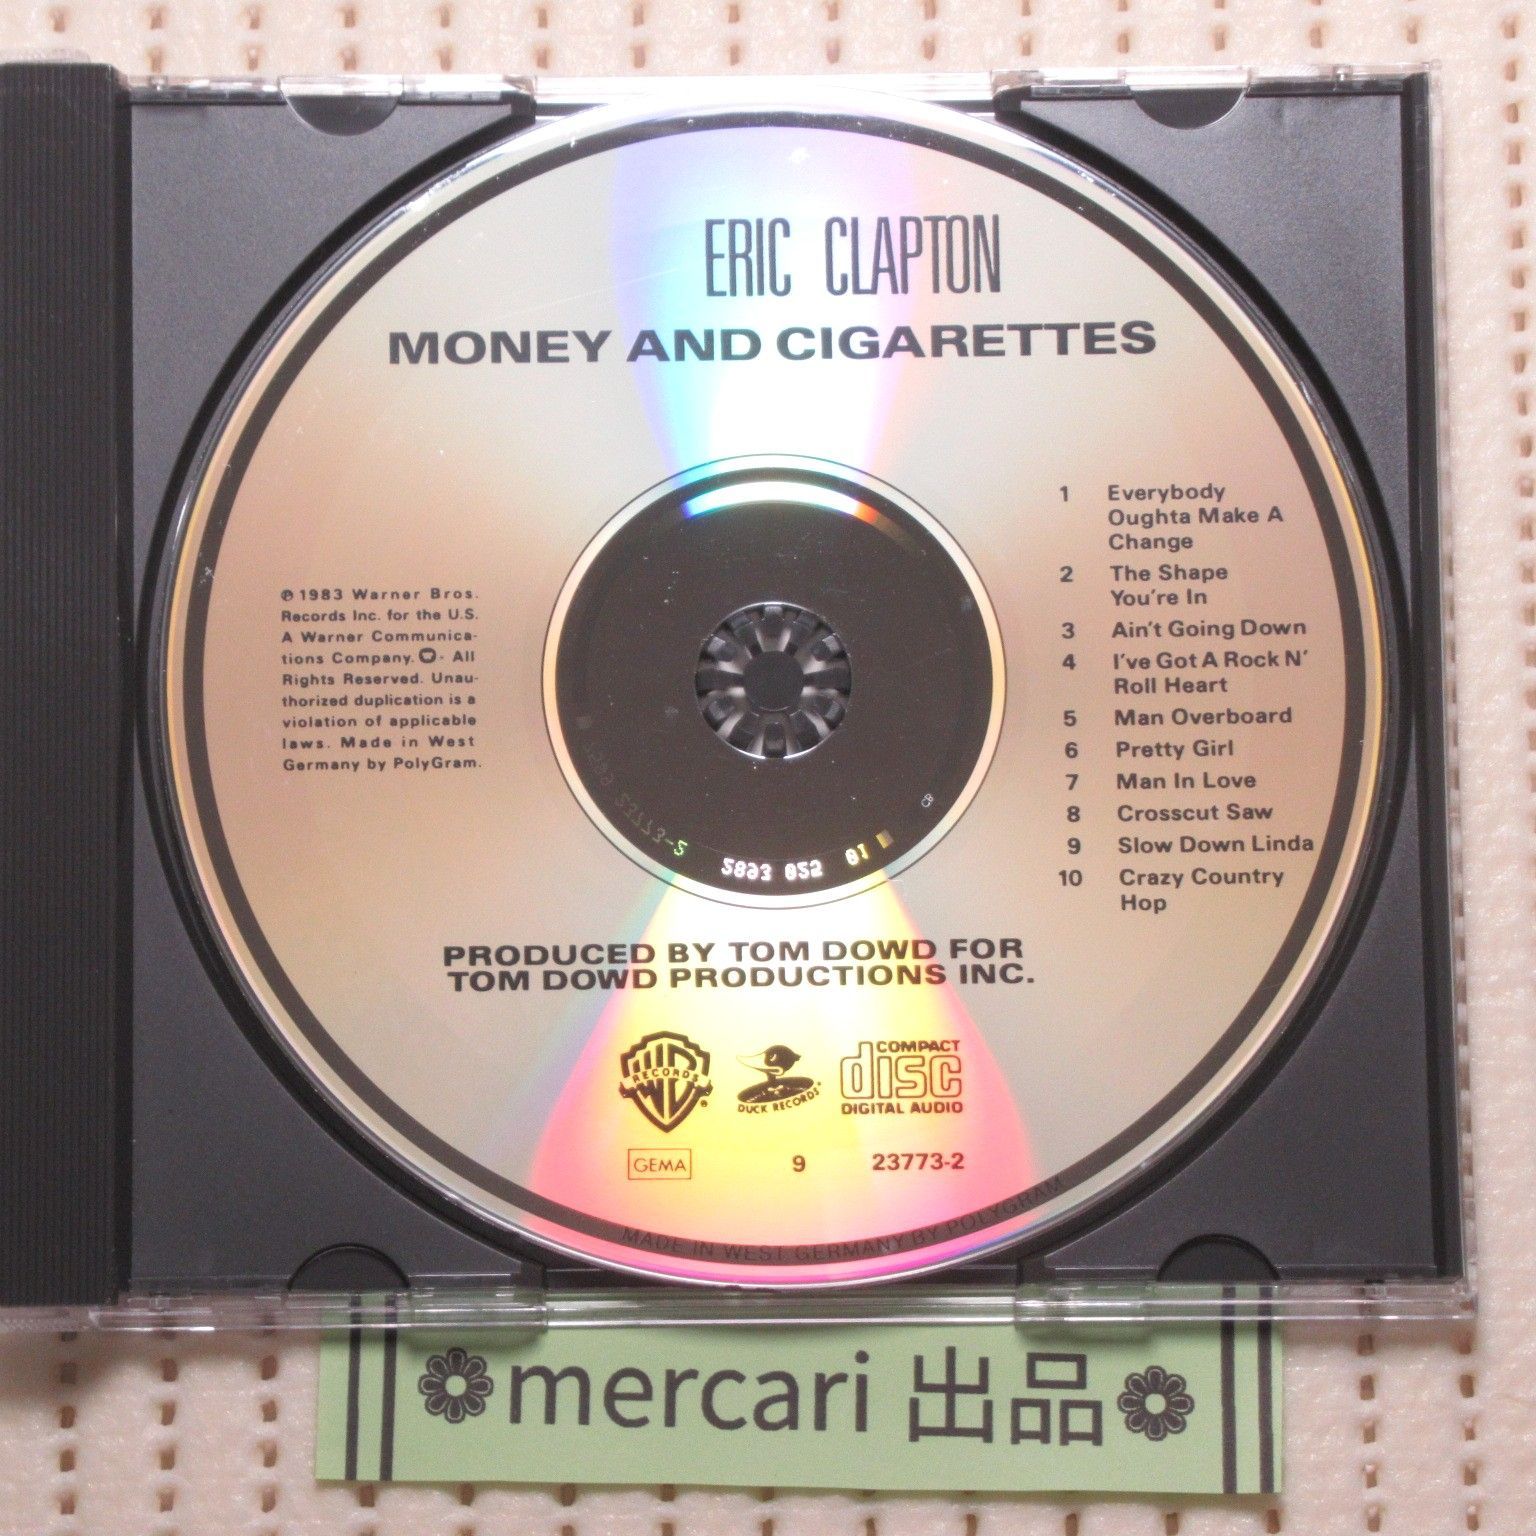 ERIC CLAPTON
MONEY AND CIGARETTES
℗ 1983 Warner Bros.
Records Inc. for the U.S.
A Warner Communica-
tions Company. - All
Rights Reserved. Unau-
thorized duplication is a
violation of applicable
laws. Made in West
Germany by PolyGram.
1 Everybody
Oughta Make A
Change
2 The Shape
You're In
3 Ain't Going Down
4 I've Got A Rock N'
Roll Heart
5 Man Overboard
6 Pretty Girl
7 Man In Love
8 Crosscut Saw
9 Slow Down Linda
10 Crazy Country
Hop
23773-2 2893 025 01
PRODUCED BY TOM DOWD FOR
TOM DOWD PRODUCTIONS INC.
WB RECORDS ®
DUCK RECORDS
COMPACT
disc
DIGITAL AUDIO
GEMA 9 23773-2
MADE IN WEST GERMANY BY POLYGRAM
mercari 出品